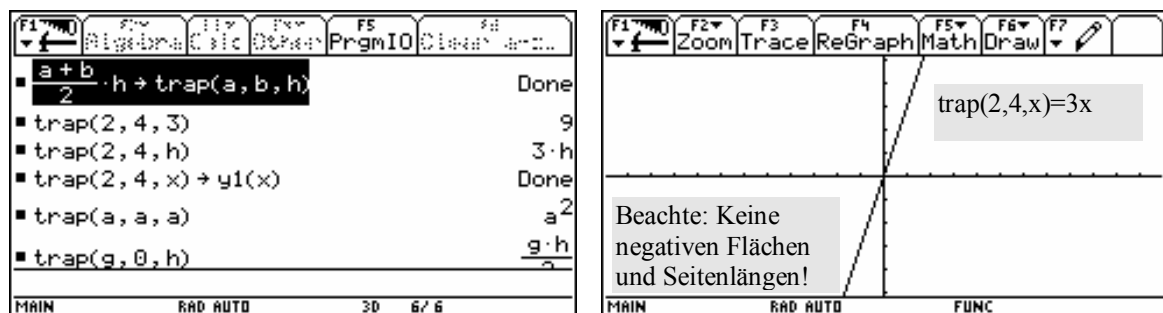 F1 F5
PrgmIO
a+b/2·h→trap(a,b,h) Done
trap(2,4,3) 9
trap(2,4,h) 3·h
trap(2,4,x)→y1(x) Done
trap(a,a,a) a²
trap(g,0,h) g·h
MAIN RAD AUTO 3D 6/6
F1 F2 F3 F4 F5 F6 F7
Zoom Trace ReGraph Math Draw
trap(2,4,x)=3x
Beachte: Keine
negativen Flächen
und Seitenlängen!
MAIN RAD AUTO FUNC